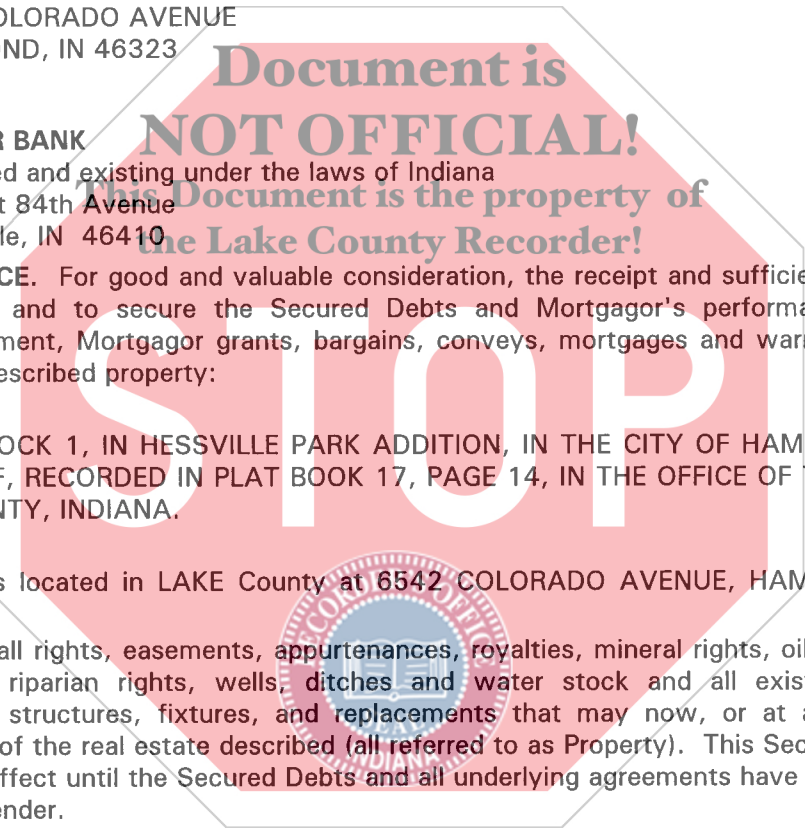 OLORADO AVENUE
ND, IN 46323
Document is
NOT OFFICIAL!
R BANK
ed and existing under the laws of Indiana
This Document is the property of
t 84th Avenue
le, IN 46410
the Lake County Recorder!
CE. For good and valuable consideration, the receipt and sufficie
and to secure the Secured Debts and Mortgagor's performa
ment, Mortgagor grants, bargains, conveys, mortgages and war
escribed property:
STOP
OCK 1, IN HESSVILLE PARK ADDITION, IN THE CITY OF HAM
F, RECORDED IN PLAT BOOK 17, PAGE 14, IN THE OFFICE OF
NTY, INDIANA.
s located in LAKE County at 6542 COLORADO AVENUE, HAM
RECORDER'S OFFICE
all rights, easements, appurtenances, royalties, mineral rights, oil
riparian rights, wells, ditches and water stock and all exis
structures, fixtures, and replacements that may now, or at a
SEAL
of the real estate described (all referred to as Property). This Sec
INDIANA
ffect until the Secured Debts and all underlying agreements have
ender.